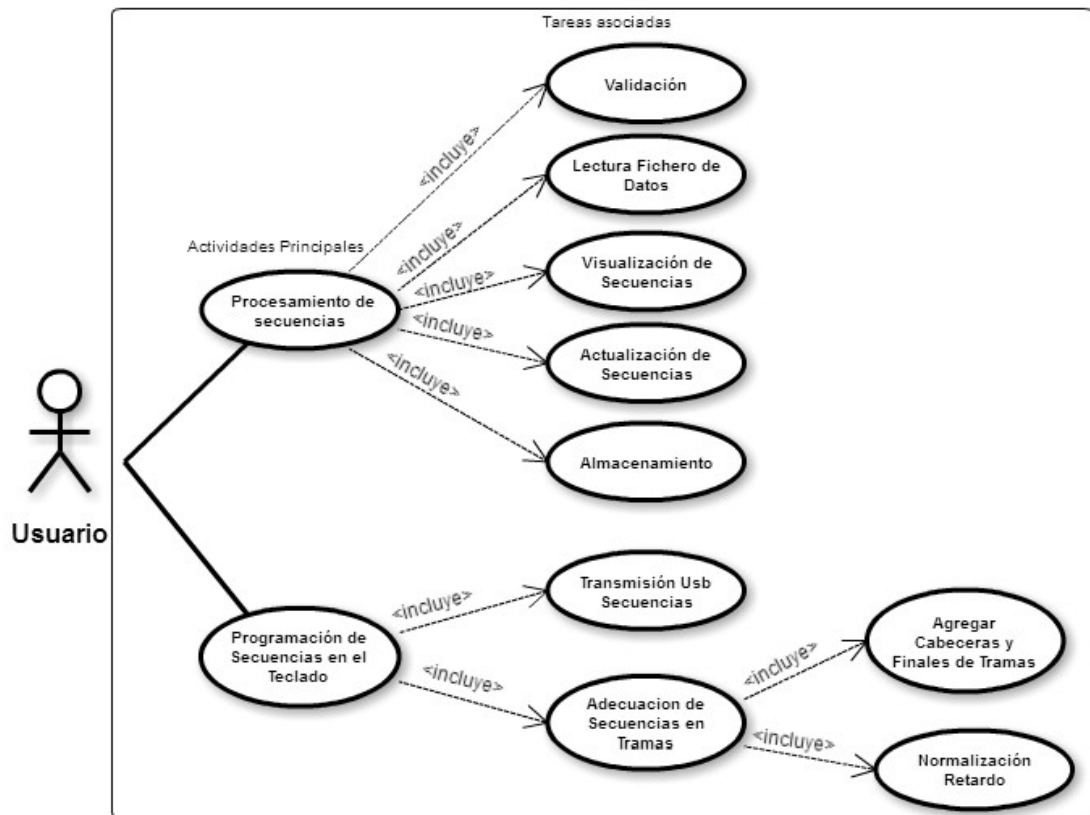 Tareas asociadas
Validación
<incluye>
Lectura Fichero de
Datos
<incluye>
Actividades Principales
Visualización de
Secuencias
<incluye>
Procesamiento de
secuencias
<incluye>
Actualización de
Secuencias
<incluye>
Almacenamiento
Usuario
Transmisión Usb
Secuencias
<incluye>
Programación de
Secuencias en el
Teclado
<incluye>
Adecuacion de
Secuencias en
Tramas
<incluye>
Agregar
Cabeceras y
Finales de Tramas
<incluye>
Normalización
Retardo